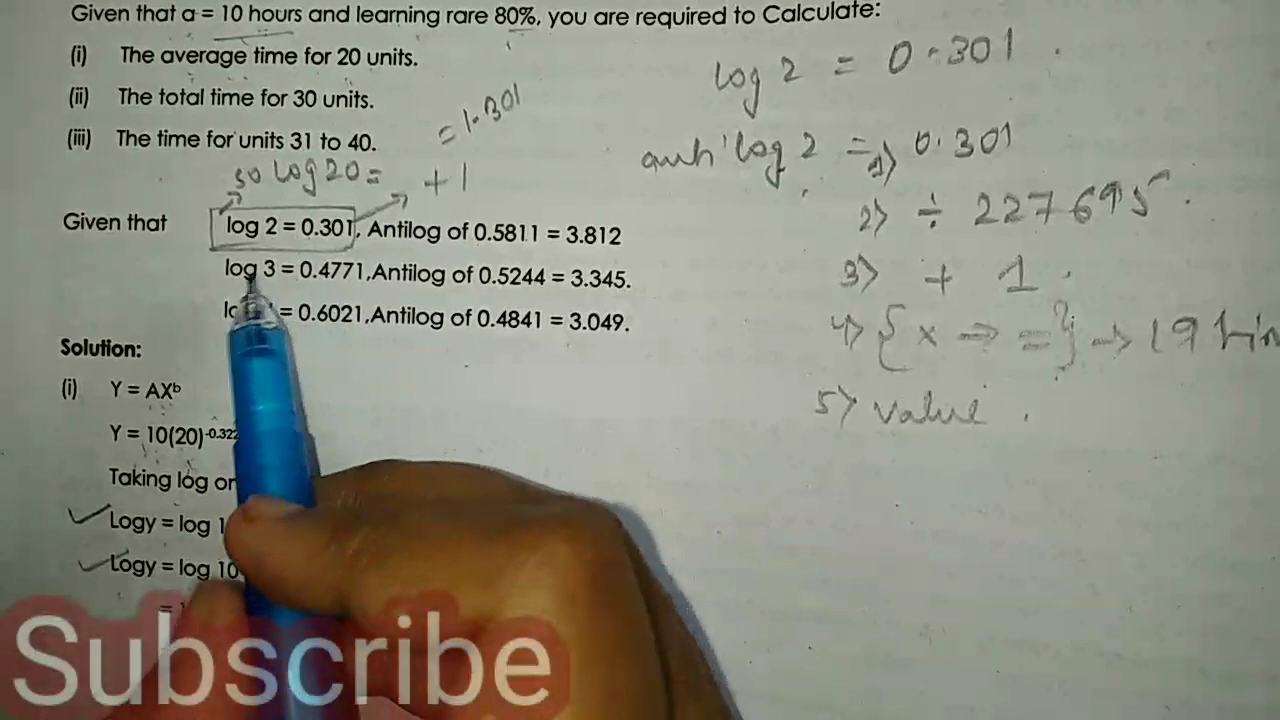 Given that a = 10 hours and learning rare 80%, you are required to Calculate:
(i) The average time for 20 units.
(ii) The total time for 30 units.
(iii) The time for units 31 to 40.
= 1.301
so log 20 = + 1
Given that log 2 = 0.301, Antilog of 0.5811 = 3.812
log 3 = 0.4771, Antilog of 0.5244 = 3.345.
= 0.6021, Antilog of 0.4841 = 3.049.
Solution:
(i) Y = AXᵇ
Y = 10(20)⁻⁰·³²²
Taking log on
Logy = log 1
Logy = log 10
log 2 = 0.301
anti log 2 = 1) 0.301
2) ÷ 227695
3) + 1.
4) {× → =} → 19
5) value.
Subscribe